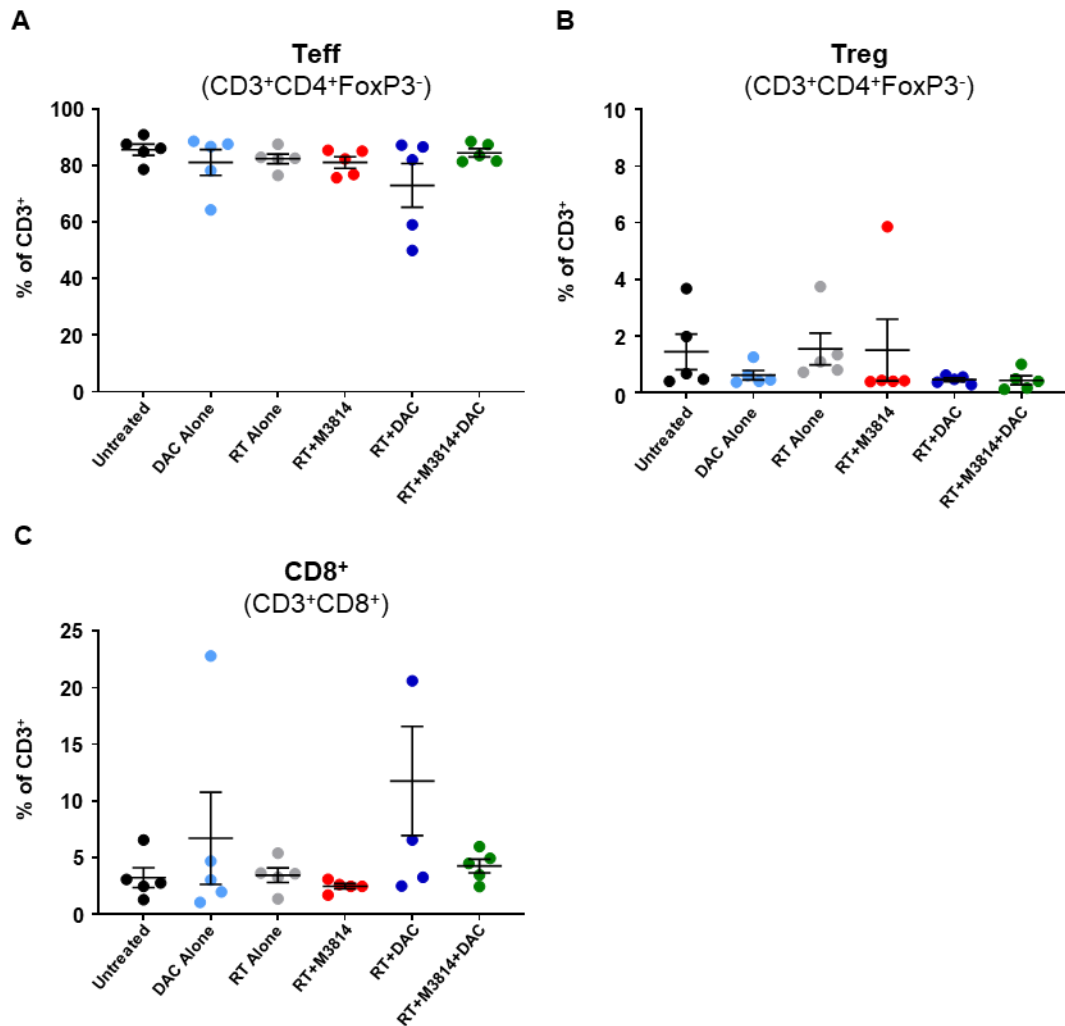 A
Teff
(CD3⁺CD4⁺FoxP3⁻)
% of CD3⁺
100
80
60
40
20
0
Untreated
DAC Alone
RT Alone
RT+M3814
RT+DAC
RT+M3814+DAC
B
Treg
(CD3⁺CD4⁺FoxP3⁻)
% of CD3⁺
10
8
6
4
2
0
Untreated
DAC Alone
RT Alone
RT+M3814
RT+DAC
RT+M3814+DAC
C
CD8⁺
(CD3⁺CD8⁺)
% of CD3⁺
25
20
15
10
5
0
Untreated
DAC Alone
RT Alone
RT+M3814
RT+DAC
RT+M3814+DAC